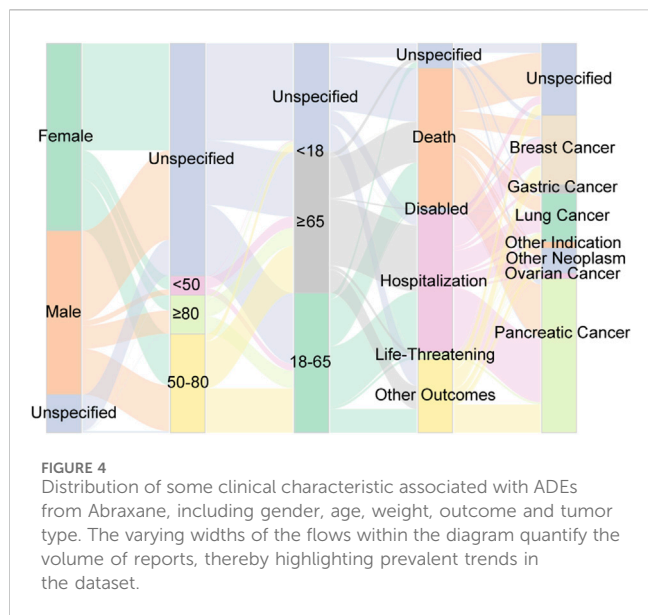 Female
Male
Unspecified
Unspecified
<50
≥80
50-80
Unspecified
<18
≥65
18-65
Unspecified
Death
Disabled
Hospitalization
Life-Threatening
Other Outcomes
Unspecified
Breast Cancer
Gastric Cancer
Lung Cancer
Other Indication
Other Neoplasm
Ovarian Cancer
Pancreatic Cancer
FIGURE 4
Distribution of some clinical characteristic associated with ADEs
from Abraxane, including gender, age, weight, outcome and tumor
type. The varying widths of the flows within the diagram quantify the
volume of reports, thereby highlighting prevalent trends in
the dataset.